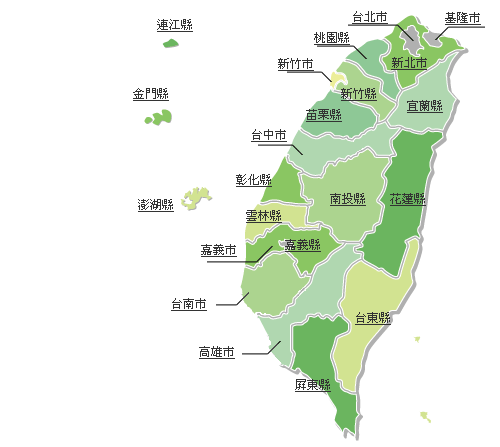 連江縣
台北市
基隆市
桃園縣
新竹市
新北市
金門縣
新竹縣
宜蘭縣
苗栗縣
台中市
彰化縣
澎湖縣
南投縣
花蓮縣
雲林縣
嘉義市
嘉義縣
台南市
台東縣
高雄市
屏東縣